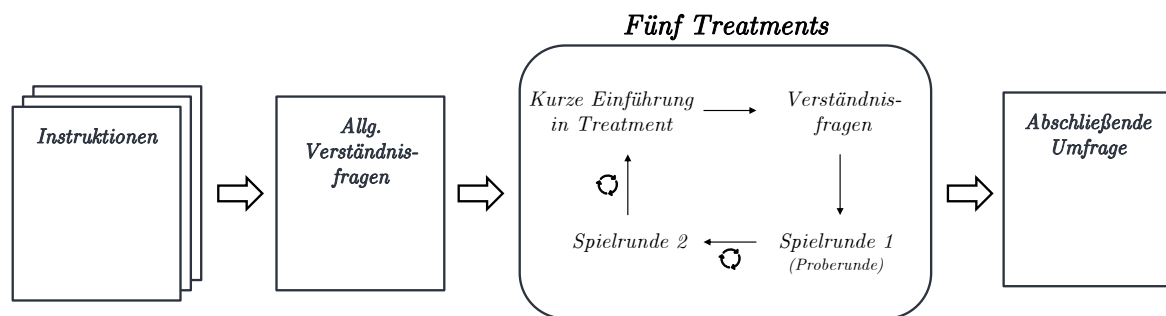 Fünf Treatments
Instruktionen
Allg.
Verständnis-
fragen
Kurze Einführung
in Treatment
Verständnis-
fragen
Spielrunde 2
Spielrunde 1
(Proberunde)
Abschließende
Umfrage